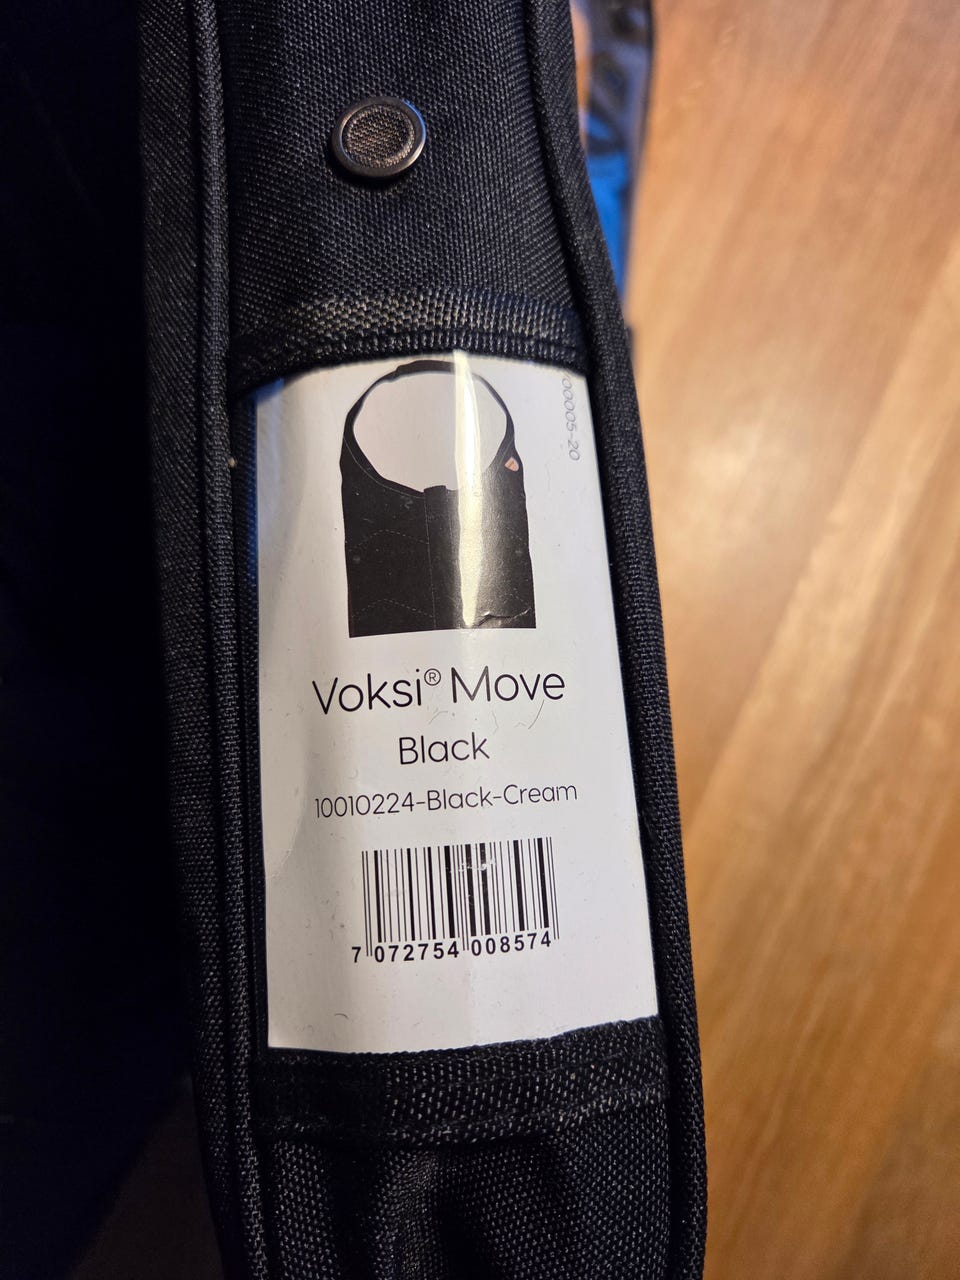 00005-20
Voksi® Move
Black
10010224-Black-Cream
7 072754 008574